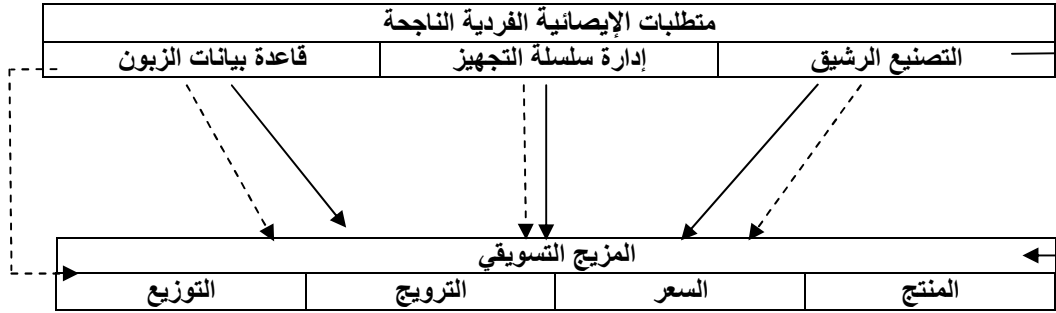 متطلبات الإيصائية الفردية الناجحة
التصنيع الرشيق إدارة سلسلة التجهيز قاعدة بيانات الزبون
المزيج التسويقي
المنتج السعر الترويج التوزيع